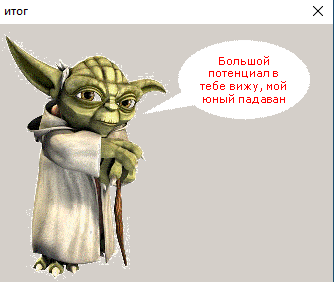 итог
Большой
потенциал в
тебе вижу, мой
юный падаван